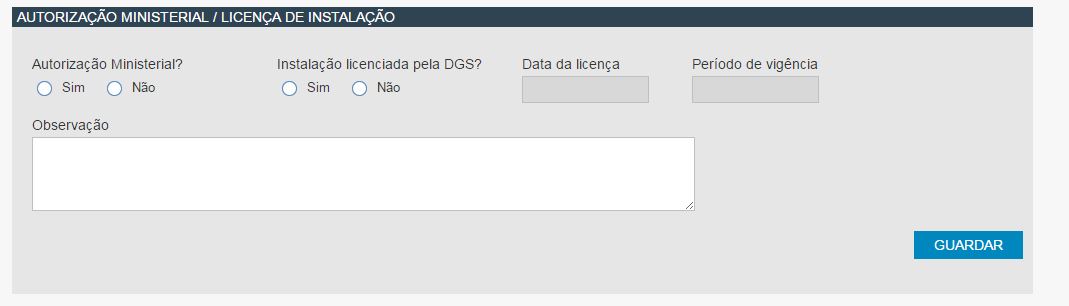 AUTORIZAÇÃO MINISTERIAL / LICENÇA DE INSTALAÇÃO
Autorização Ministerial? Instalação licenciada pela DGS? Data da licença Período de vigência
Sim Não Sim Não
Observação
GUARDAR